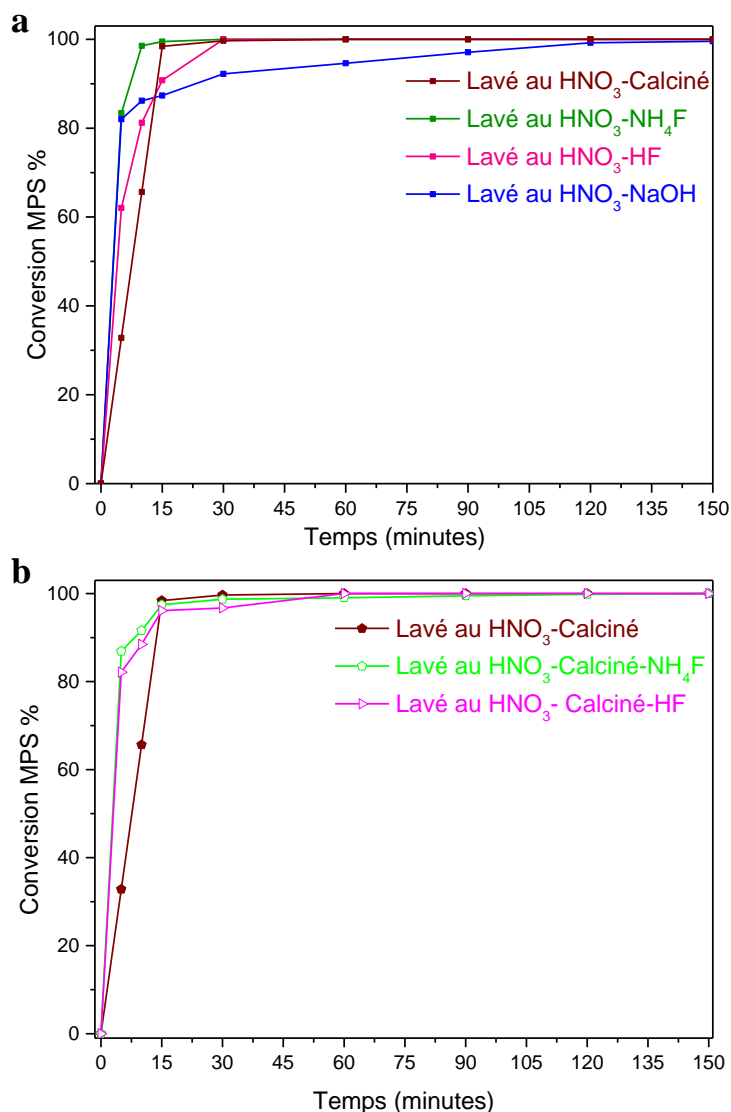 a
100
80
60
40
20
0
Conversion MPS %
Lavé au HNO₃-Calciné
Lavé au HNO₃-NH₄F
Lavé au HNO₃-HF
Lavé au HNO₃-NaOH
0 15 30 45 60 75 90 105 120 135 150
Temps (minutes)
b
100
80
60
40
20
0
Conversion MPS %
Lavé au HNO₃-Calciné
Lavé au HNO₃-Calciné-NH₄F
Lavé au HNO₃- Calciné-HF
0 15 30 45 60 75 90 105 120 135 150
Temps (minutes)